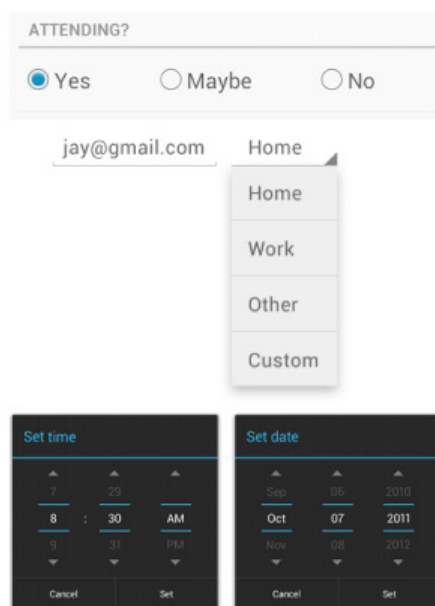 ATTENDING?
Yes Maybe No
jay@gmail.com Home
Home
Work
Other
Custom
Set time
7 29
8 : 30 AM
9 31 PM
Cancel Set
Set date
Sep 06 2010
Oct 07 2011
Nov 08 2012
Cancel Set